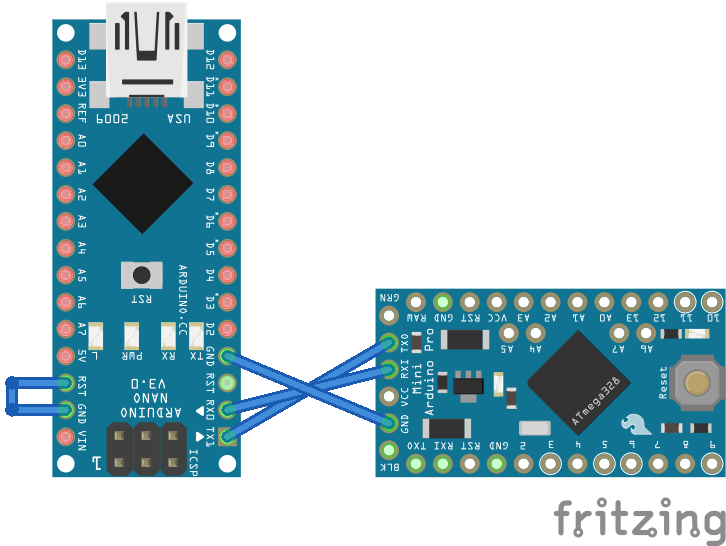 2009
USA
D13
3V3
REF
A0
A1
A2
A3
A4
A5
A6
A7
5V
RST
GND
VIN
D12
D11
D10
D9
D8
D7
D6
D5
D4
D3
D2
GND
RST
RX0
TX1
RST
ARDUINO.CC
L
PWR
RX
TX
ARDUINO
NANO
V3.0
1
ICSP
GRN
RAW
GND
RST
VCC
A3
A2
A1
A0
13
12
11
10
TX0
RXI
VCC
GND
BLK
Arduino Pro
Mini
A5
A4
A7
A6
ATmega328
Reset
TX0
RXI
RST
GND
2
3
4
5
6
7
8
9
fritzing